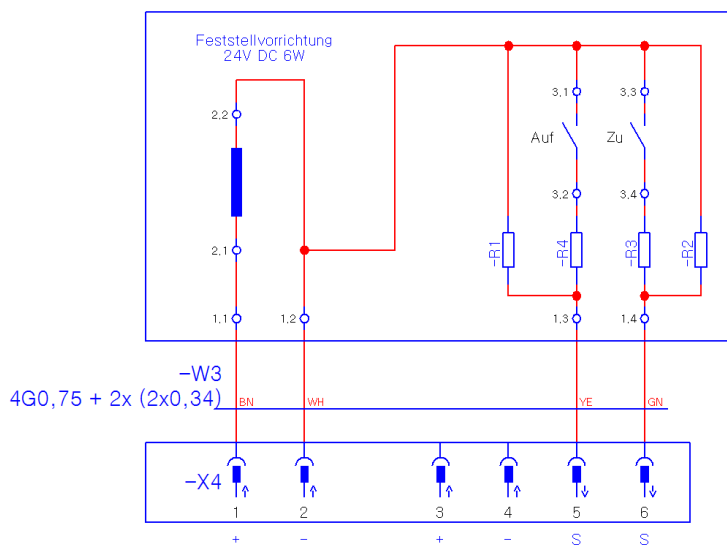 Feststellvorrichtung
24V DC 6W
3,1
3,3
2,2
Auf
Zu
3,2
3,4
2,1
-R1
-R4
-R3
-R2
1,1
1,2
1,3
1,4
-W3
4G0,75 + 2x (2x0,34)
BN
WH
YE
GN
-X4
1
2
3
4
5
6
+
-
+
-
S
S